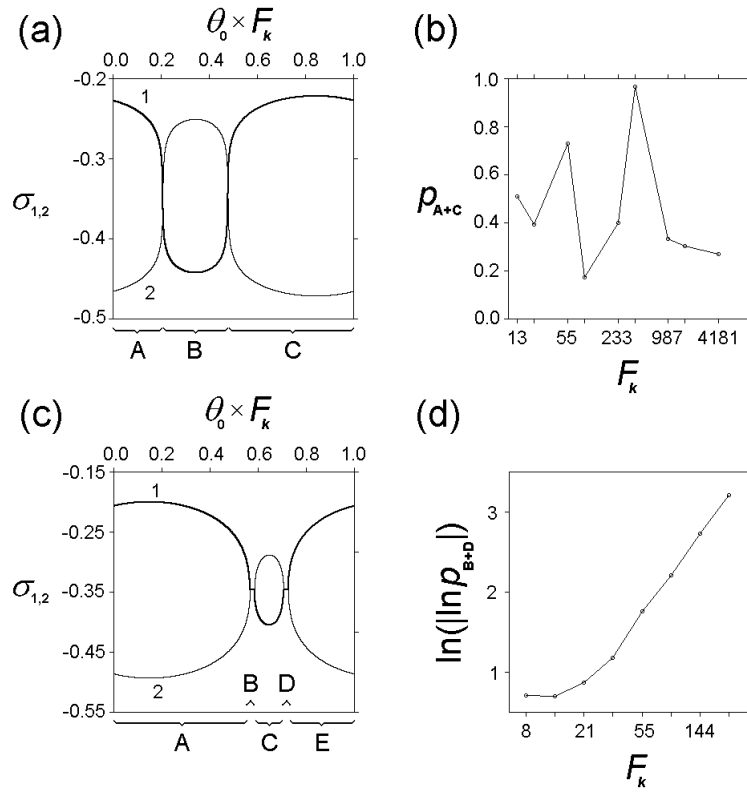 (a)
θ₀ × Fₖ
0.0 0.2 0.4 0.6 0.8 1.0
-0.2
-0.3
-0.4
-0.5
σ₁,₂
1
2
A B C
(b)
1.0
0.8
0.6
0.4
0.2
0.0
p_A+C
13 55 233 987 4181
Fₖ
(c)
θ₀ × Fₖ
0.0 0.2 0.4 0.6 0.8 1.0
-0.15
-0.25
-0.35
-0.45
-0.55
σ₁,₂
1
2
B D
A C E
(d)
3
2
1
ln(|ln p_B+D|)
8 21 55 144
Fₖ